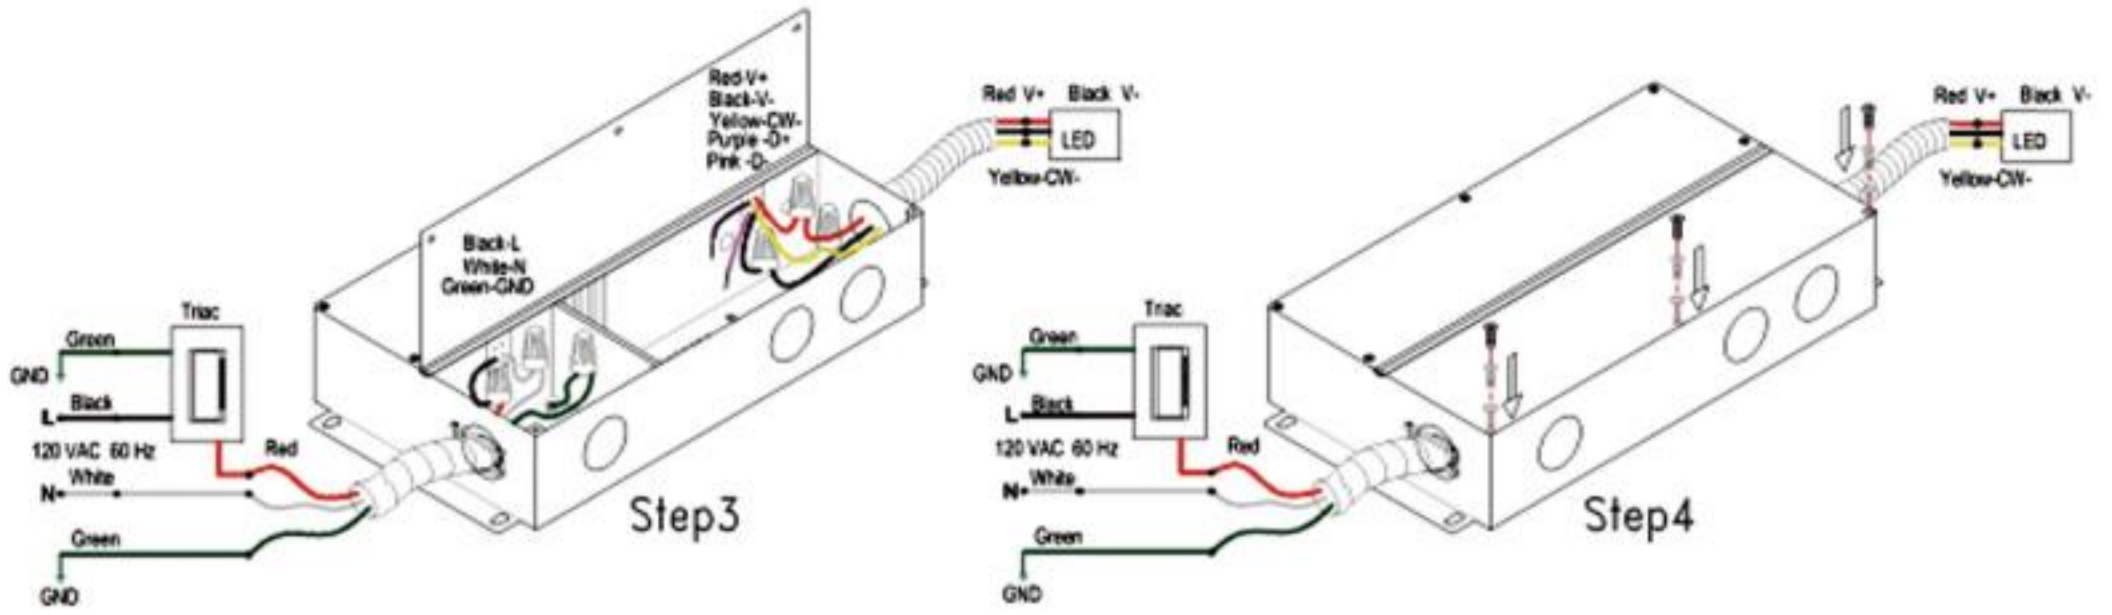 Red-V+
Black-V-
Yellow-CW-
Purple -D+
Pink -D-
Red V+ Black V-
LED
Yellow-CW-
Black-L
White-N
Green-GND
Triac
Green
GND
Black
L
120 VAC 60 Hz
Red
White
N
Green
GND
Step3
Red V+ Black V-
LED
Yellow-CW-
Triac
Green
GND
Black
L
120 VAC 60 Hz
Red
White
N
Green
GND
Step4